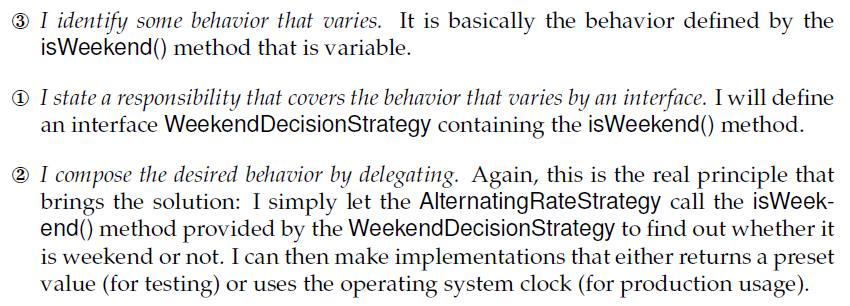 ③ I identify some behavior that varies. It is basically the behavior defined by the
isWeekend() method that is variable.
① I state a responsibility that covers the behavior that varies by an interface. I will define
an interface WeekendDecisionStrategy containing the isWeekend() method.
② I compose the desired behavior by delegating. Again, this is the real principle that
brings the solution: I simply let the AlternatingRateStrategy call the isWeek-
end() method provided by the WeekendDecisionStrategy to find out whether it
is weekend or not. I can then make implementations that either returns a preset
value (for testing) or uses the operating system clock (for production usage).